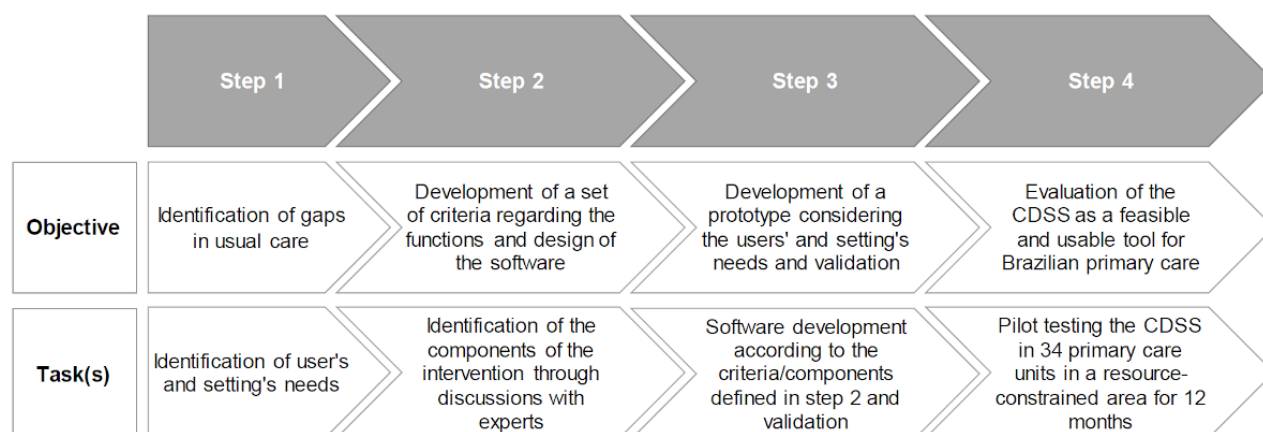 Step 1
Step 2
Step 3
Step 4
Objective
Identification of gaps
in usual care
Development of a set
of criteria regarding the
functions and design of
the software
Development of a
prototype considering
the users' and setting's
needs and validation
Evaluation of the
CDSS as a feasible
and usable tool for
Brazilian primary care
Task(s)
Identification of user's
and setting's needs
Identification of the
components of the
intervention through
discussions with
experts
Software development
according to the
criteria/components
defined in step 2 and
validation
Pilot testing the CDSS
in 34 primary care
units in a resource-
constrained area for 12
months